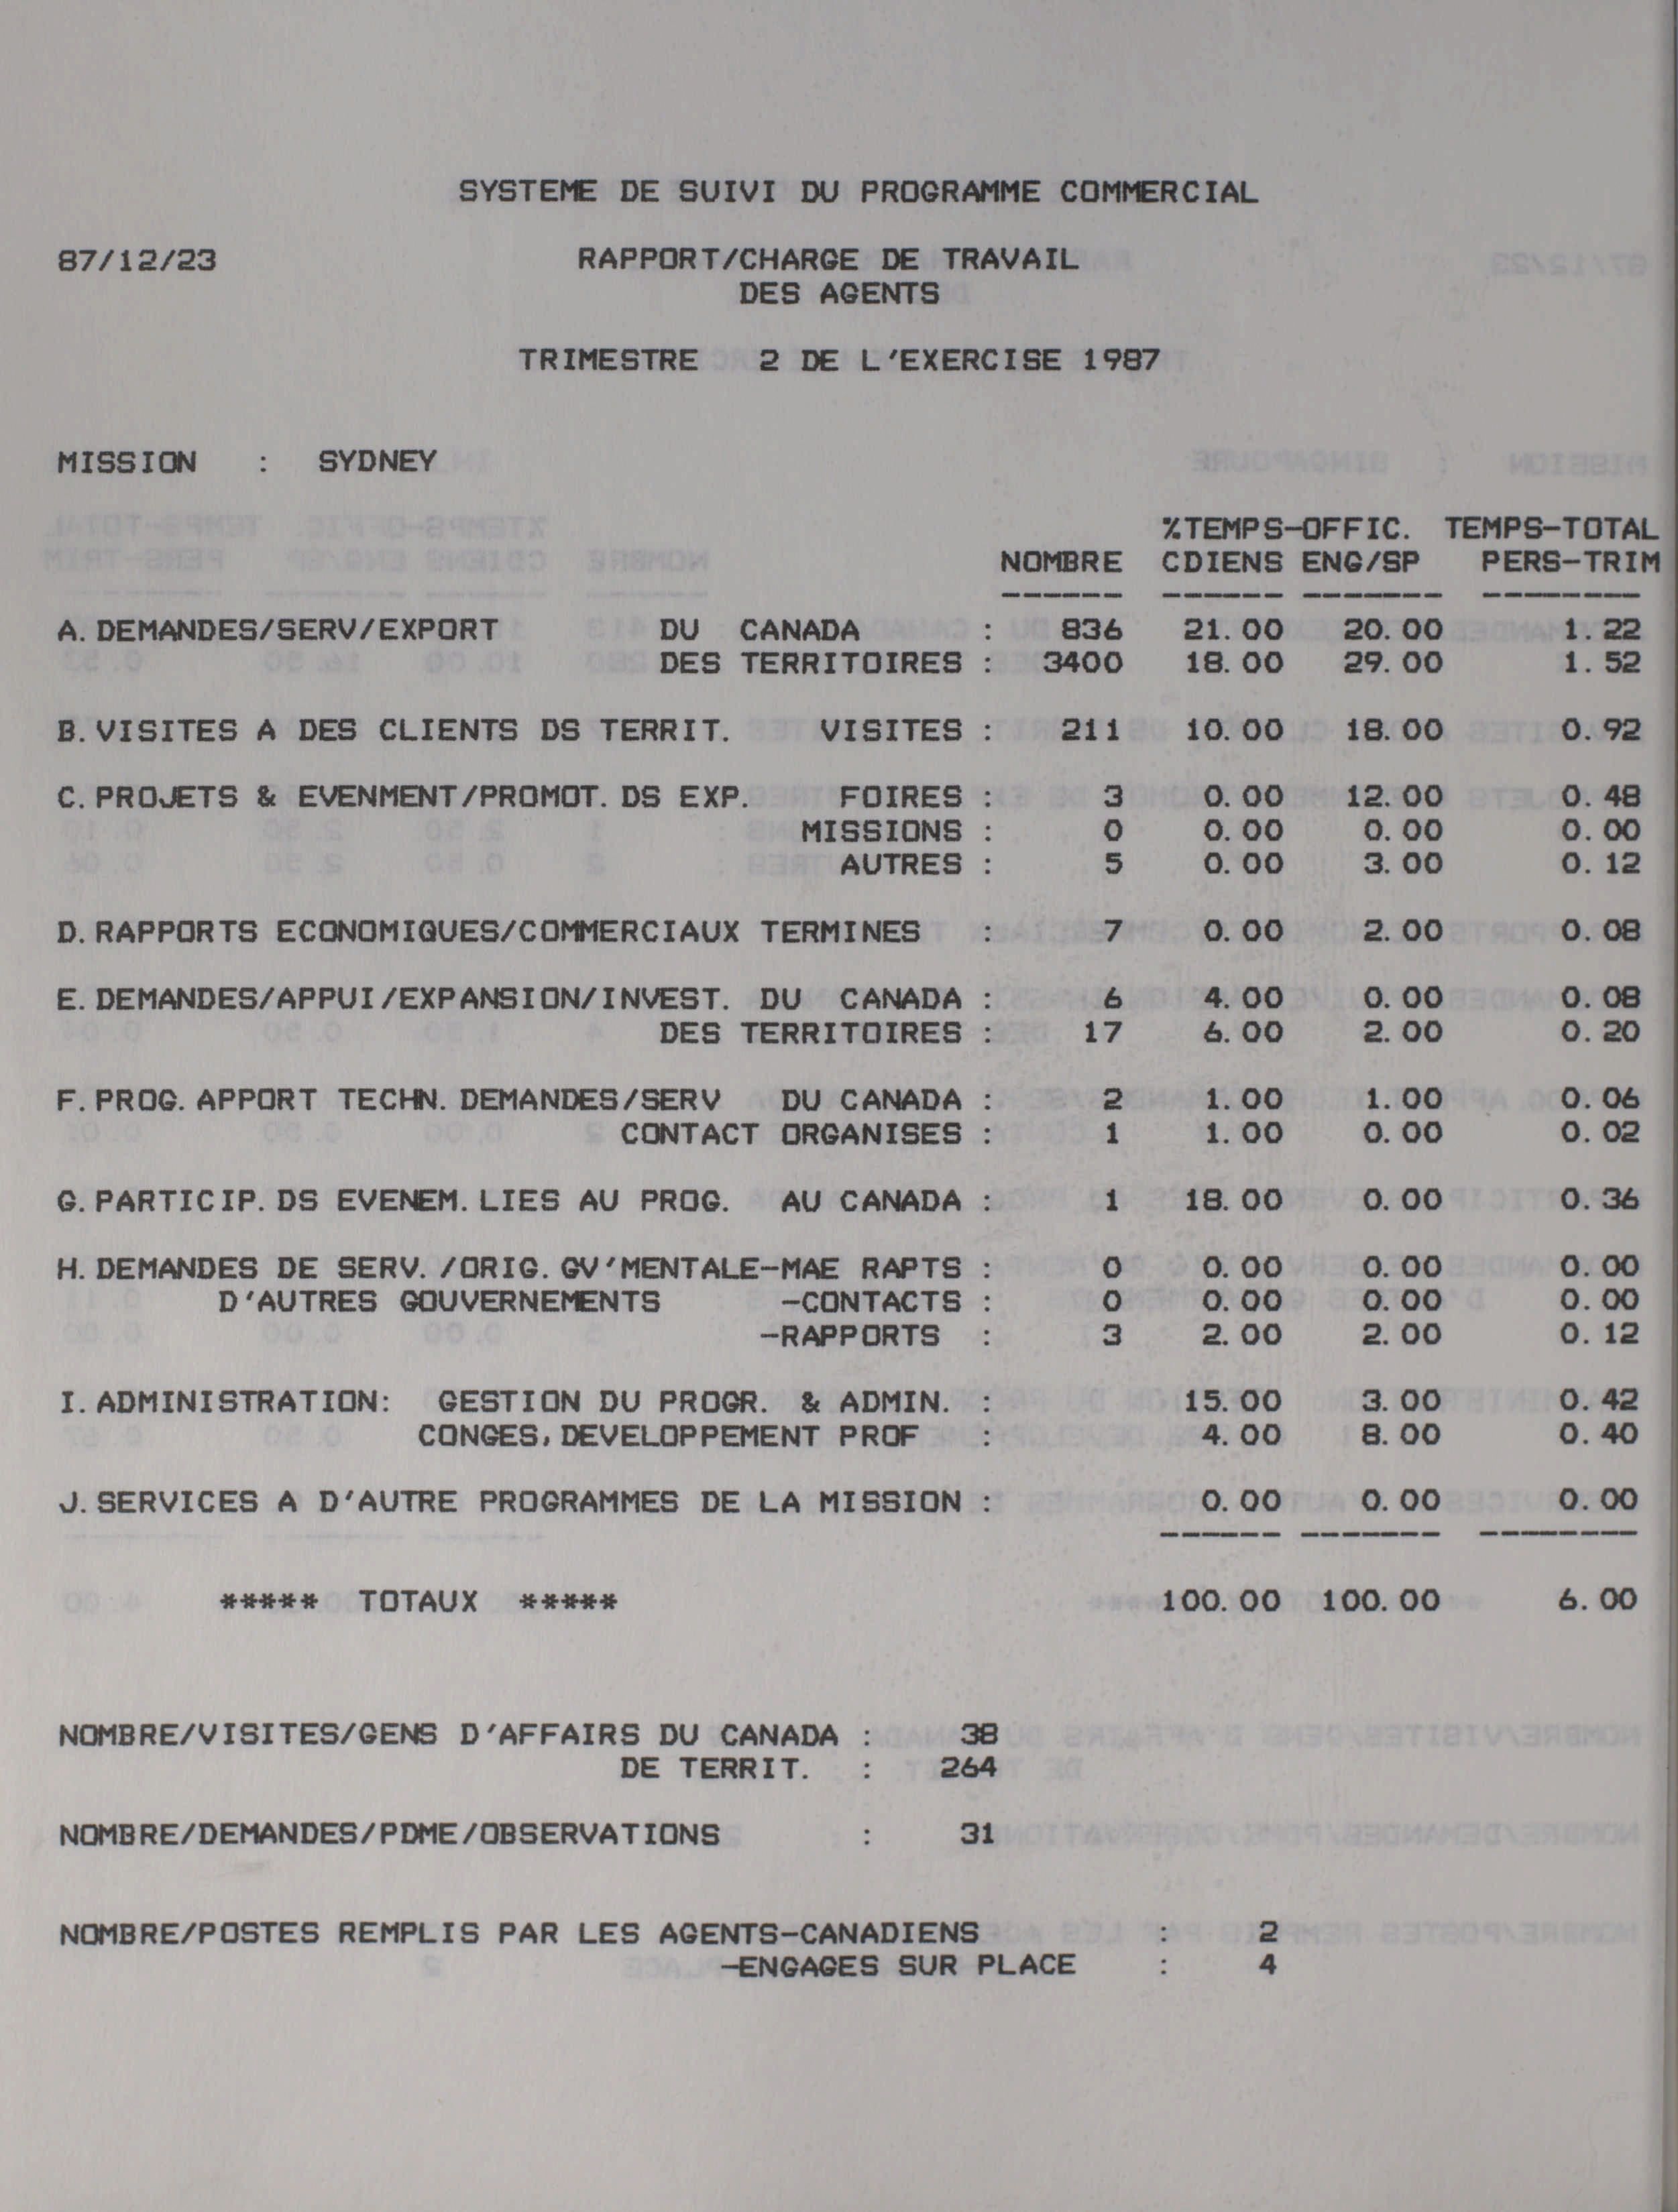 SYSTEME DE SUIVI DU PROGRAMME COMMERCIAL
87/12/23 RAPPORT/CHARGE DE TRAVAIL
DES AGENTS
TRIMESTRE 2 DE L'EXERCISE 1987
MISSION : SYDNEY
%TEMPS-OFFIC. TEMPS-TOTAL
NOMBRE CDIENS ENG/SP PERS-TRIM
------ ------ ------- --------
A. DEMANDES/SERV/EXPORT DU CANADA : 836 21.00 20.00 1.22
DES TERRITOIRES : 3400 18.00 29.00 1.52
B. VISITES A DES CLIENTS DS TERRIT. VISITES : 211 10.00 18.00 0.92
C. PROJETS & EVENMENT/PROMOT. DS EXP. FOIRES : 3 0.00 12.00 0.48
MISSIONS : 0 0.00 0.00 0.00
AUTRES : 5 0.00 3.00 0.12
D. RAPPORTS ECONOMIQUES/COMMERCIAUX TERMINES : 7 0.00 2.00 0.08
E. DEMANDES/APPUI/EXPANSION/INVEST. DU CANADA : 6 4.00 0.00 0.08
DES TERRITOIRES : 17 6.00 2.00 0.20
F. PROG. APPORT TECHN. DEMANDES/SERV DU CANADA : 2 1.00 1.00 0.06
CONTACT ORGANISES : 1 1.00 0.00 0.02
G. PARTICIP. DS EVENEM. LIES AU PROG. AU CANADA : 1 18.00 0.00 0.36
H. DEMANDES DE SERV. /ORIG. GV'MENTALE-MAE RAPTS : 0 0.00 0.00 0.00
D'AUTRES GOUVERNEMENTS -CONTACTS : 0 0.00 0.00 0.00
-RAPPORTS : 3 2.00 2.00 0.12
I. ADMINISTRATION: GESTION DU PROGR. & ADMIN. : 15.00 3.00 0.42
CONGES, DEVELOPPEMENT PROF : 4.00 8.00 0.40
J. SERVICES A D'AUTRE PROGRAMMES DE LA MISSION : 0.00 0.00 0.00
------ ------- --------
***** TOTAUX ***** 100.00 100.00 6.00
NOMBRE/VISITES/GENS D'AFFAIRS DU CANADA : 38
DE TERRIT. : 264
NOMBRE/DEMANDES/PDME/OBSERVATIONS : 31
NOMBRE/POSTES REMPLIS PAR LES AGENTS-CANADIENS : 2
-ENGAGES SUR PLACE : 4